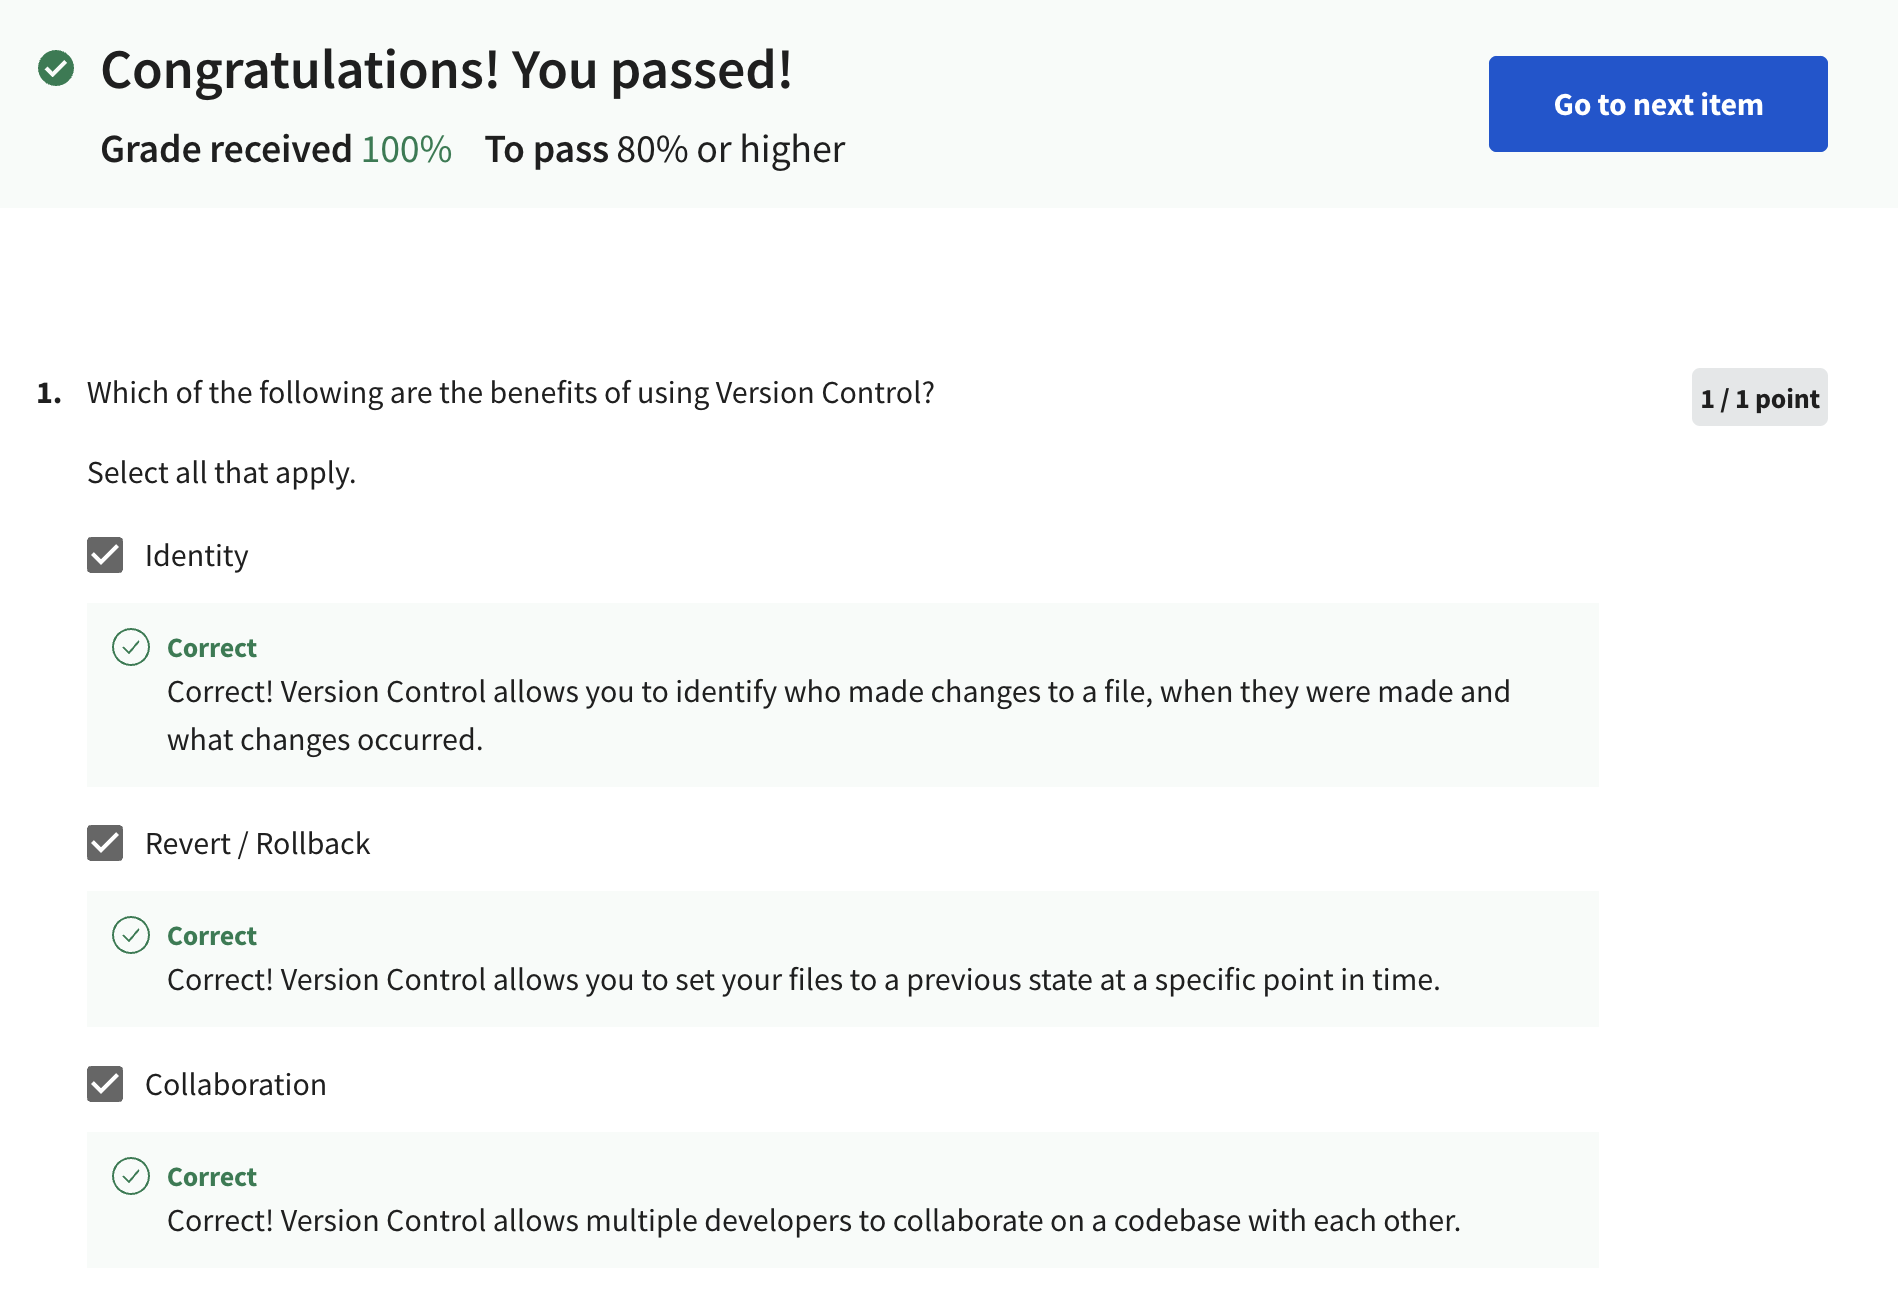 Congratulations! You passed!
Go to next item
Grade received 100% To pass 80% or higher
1. Which of the following are the benefits of using Version Control?
1 / 1 point
Select all that apply.
Identity
Correct
Correct! Version Control allows you to identify who made changes to a file, when they were made and
what changes occurred.
Revert / Rollback
Correct
Correct! Version Control allows you to set your files to a previous state at a specific point in time.
Collaboration
Correct
Correct! Version Control allows multiple developers to collaborate on a codebase with each other.